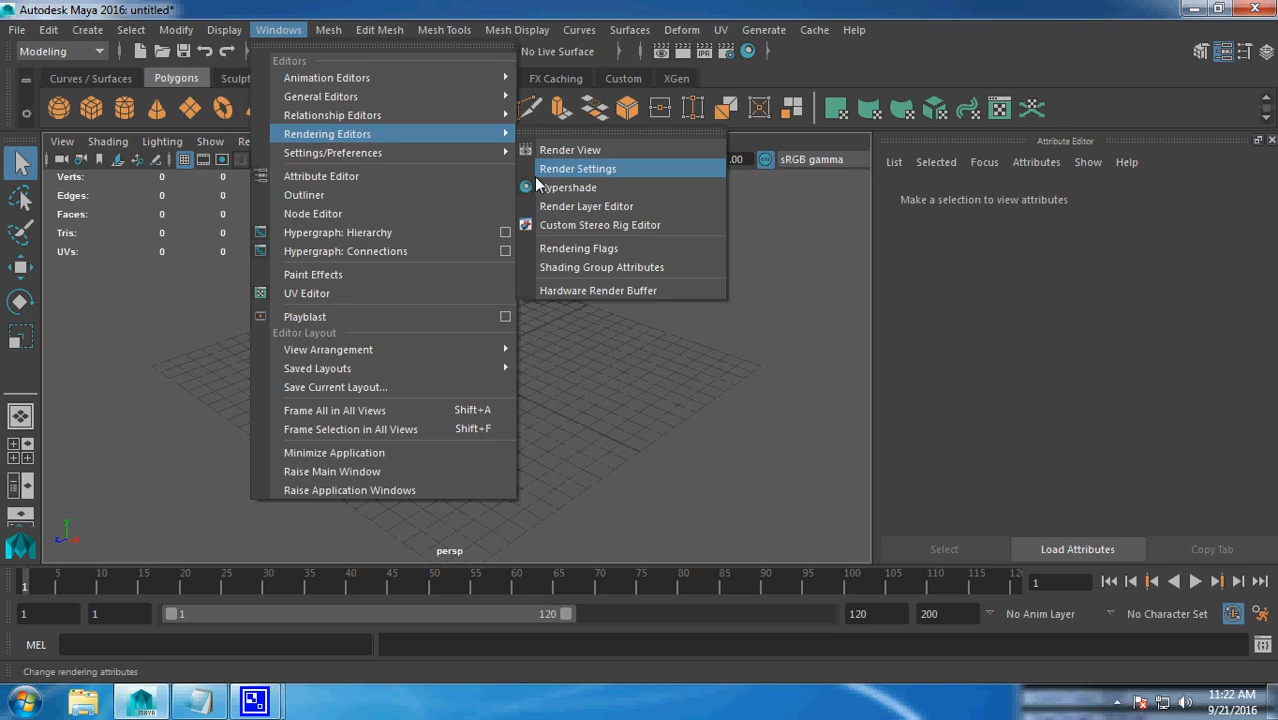 Autodesk Maya 2016: untitled*
File Edit Create Select Modify Display Windows Mesh Edit Mesh Mesh Tools Mesh Display Curves Surfaces Deform UV Generate Cache Help
Modeling No Live Surface
Curves / Surfaces Polygons Sculpt FX Caching Custom XGen
View Shading Lighting Show Re .00 sRGB gamma
Verts: 0 0 0
Edges: 0 0 0
Faces: 0 0 0
Tris: 0 0 0
UVs: 0 0 0
Editors
Animation Editors
General Editors
Relationship Editors
Rendering Editors
Settings/Preferences
Attribute Editor
Outliner
Node Editor
Hypergraph: Hierarchy
Hypergraph: Connections
Paint Effects
UV Editor
Playblast
Editor Layout
View Arrangement
Saved Layouts
Save Current Layout...
Frame All in All Views Shift+A
Frame Selection in All Views Shift+F
Minimize Application
Raise Main Window
Raise Application Windows
Render View
Render Settings
Hypershade
Render Layer Editor
Custom Stereo Rig Editor
Rendering Flags
Shading Group Attributes
Hardware Render Buffer
Attribute Editor
List Selected Focus Attributes Show Help
Make a selection to view attributes
Select Load Attributes Copy Tab
y
z x
persp
1 5 10 15 20 25 30 35 40 45 50 55 60 65 70 75 80 85 90 95 100 105 110 115 12 1
1 1 1 120 120 200 No Anim Layer No Character Set
MEL
Change rendering attributes
MAYA
11:22 AM
9/21/2016